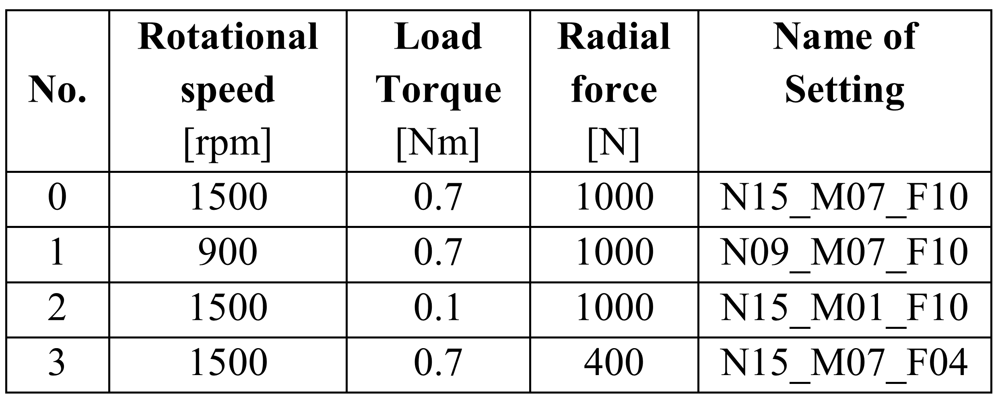 No. Rotational speed [rpm] Load Torque [Nm] Radial force [N] Name of Setting
0 1500 0.7 1000 N15_M07_F10
1 900 0.7 1000 N09_M07_F10
2 1500 0.1 1000 N15_M01_F10
3 1500 0.7 400 N15_M07_F04